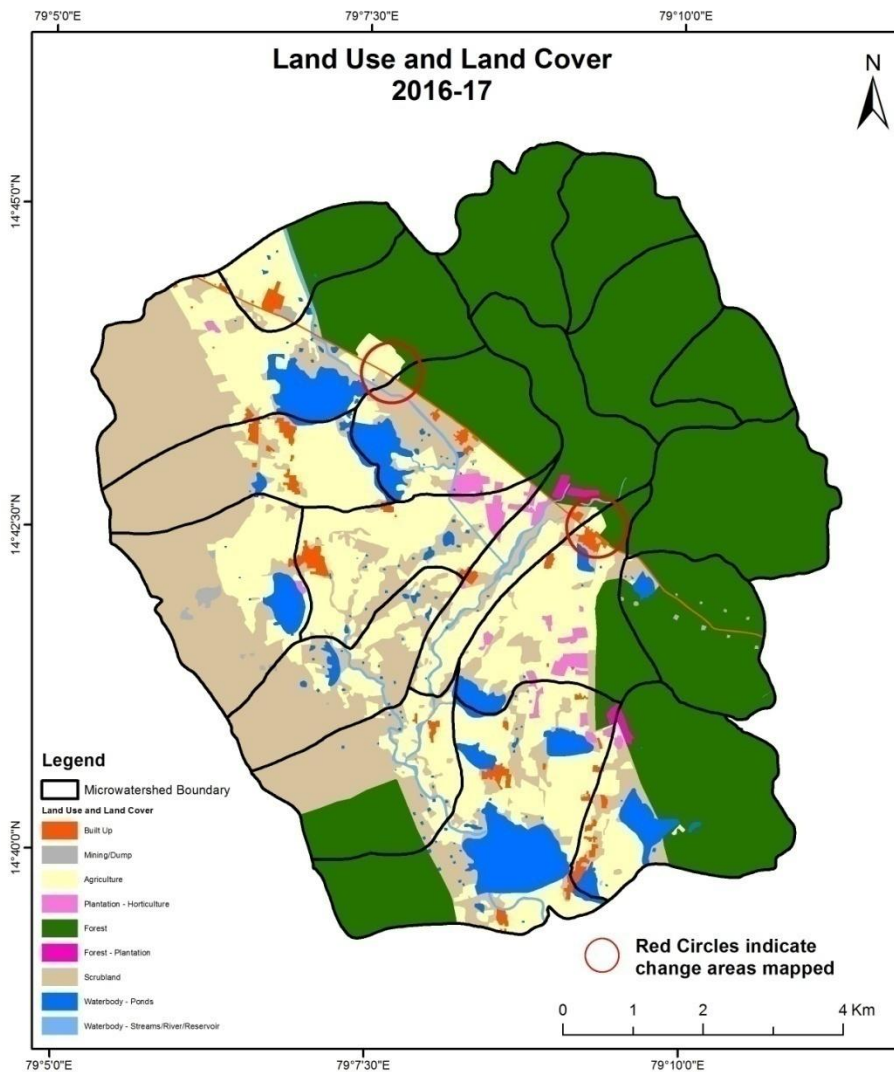 79°5'0"E 79°7'30"E 79°10'0"E
Land Use and Land Cover
2016-17
N
14°45'0"N
14°42'30"N
14°40'0"N
Legend
Microwatershed Boundary
Land Use and Land Cover
Built Up
Mining/Dump
Agriculture
Plantation - Horticulture
Forest
Forest - Plantation
Scrubland
Waterbody - Ponds
Waterbody - Streams/River/Reservoir
Red Circles indicate
change areas mapped
0 1 2 4 Km
79°5'0"E 79°7'30"E 79°10'0"E